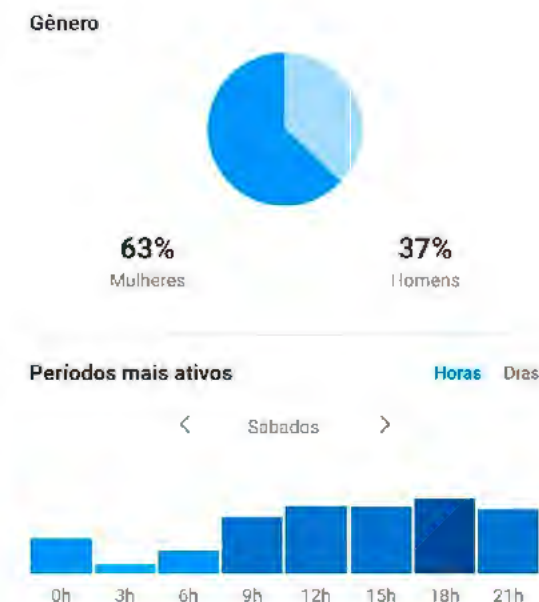 Gênero
63% 37%
Mulheres Homens
Períodos mais ativos Horas Dias
< Sábados >
0h 3h 6h 9h 12h 15h 18h 21h